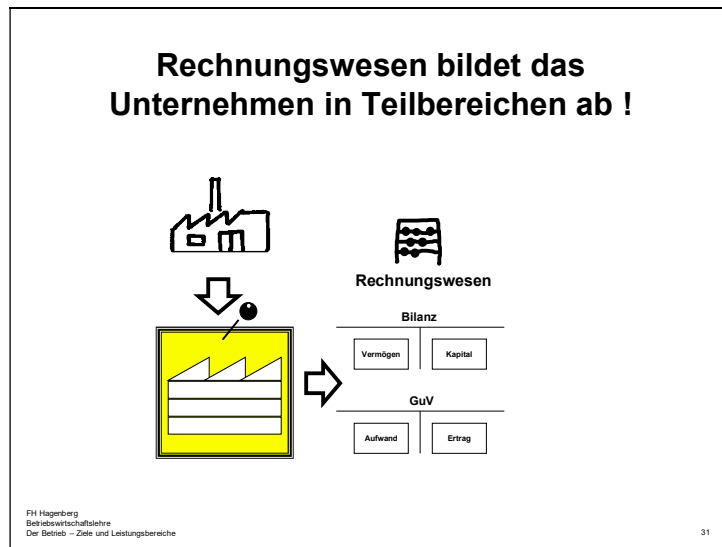 Rechnungswesen bildet das
Unternehmen in Teilbereichen ab !
Rechnungswesen
Bilanz
Vermögen
Kapital
GuV
Aufwand
Ertrag
FH Hagenberg
Betriebswirtschaftslehre
Der Betrieb – Ziele und Leistungsbereiche
31